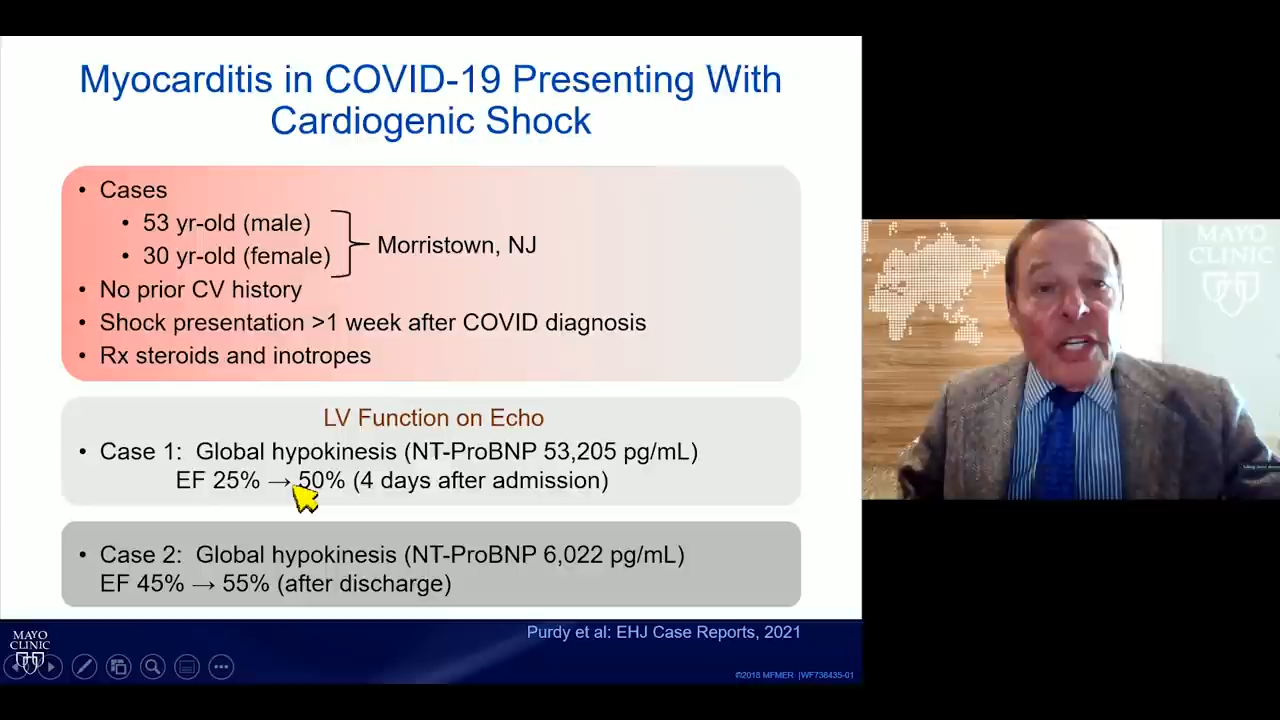 Myocarditis in COVID-19 Presenting With
Cardiogenic Shock
• Cases
• 53 yr-old (male)
• 30 yr-old (female)
Morristown, NJ
• No prior CV history
• Shock presentation >1 week after COVID diagnosis
• Rx steroids and inotropes
LV Function on Echo
• Case 1: Global hypokinesis (NT-ProBNP 53,205 pg/mL)
EF 25% → 50% (4 days after admission)
• Case 2: Global hypokinesis (NT-ProBNP 6,022 pg/mL)
EF 45% → 55% (after discharge)
Purdy et al: EHJ Case Reports, 2021
MAYO
CLINIC
©2018 MFMER |WF738435-01
MAYO
CLINIC